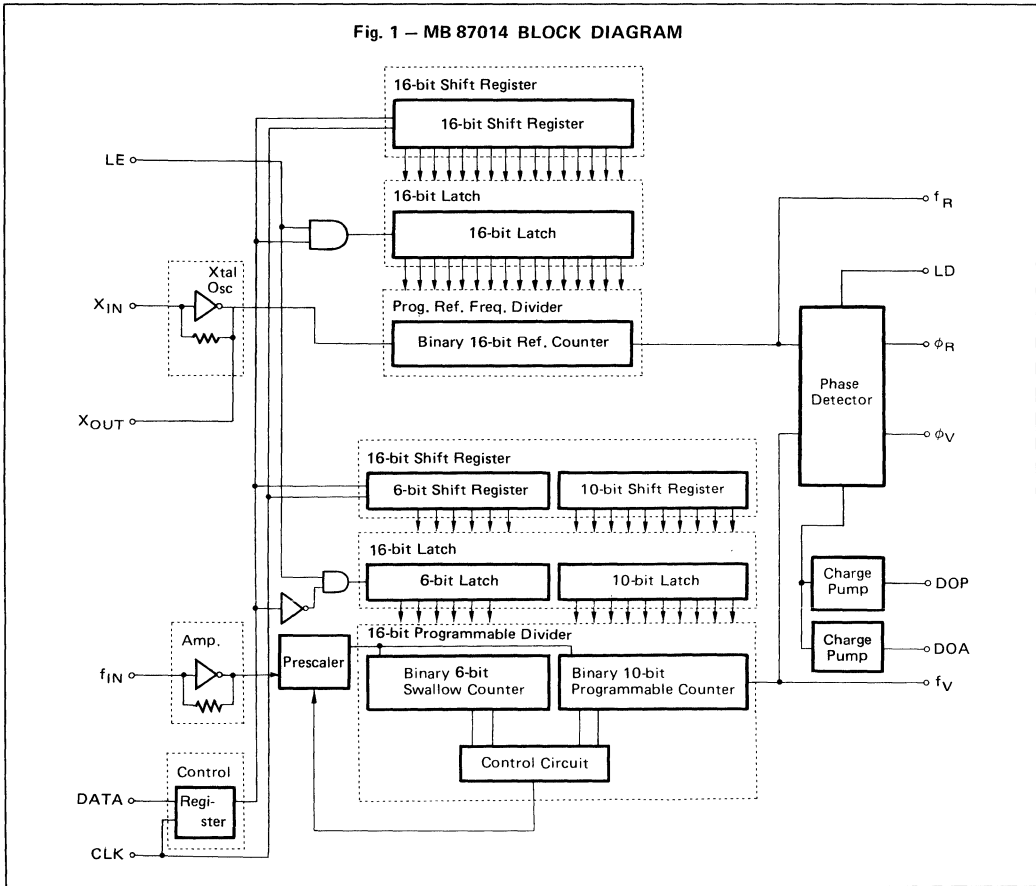 Fig. 1 – MB 87014 BLOCK DIAGRAM
16-bit Shift Register
16-bit Shift Register
LE
fR
16-bit Latch
16-bit Latch
Xtal
Osc
LD
XIN
Prog. Ref. Freq. Divider
Binary 16-bit Ref. Counter
ϕR
Phase
Detector
XOUT
ϕV
16-bit Shift Register
6-bit Shift Register
10-bit Shift Register
16-bit Latch
6-bit Latch
10-bit Latch
Charge
Pump
DOP
16-bit Programmable Divider
Amp.
Prescaler
Charge
Pump
DOA
fIN
Binary 6-bit
Swallow Counter
Binary 10-bit
Programmable Counter
fV
Control Circuit
Control
DATA
Regi-
ster
CLK